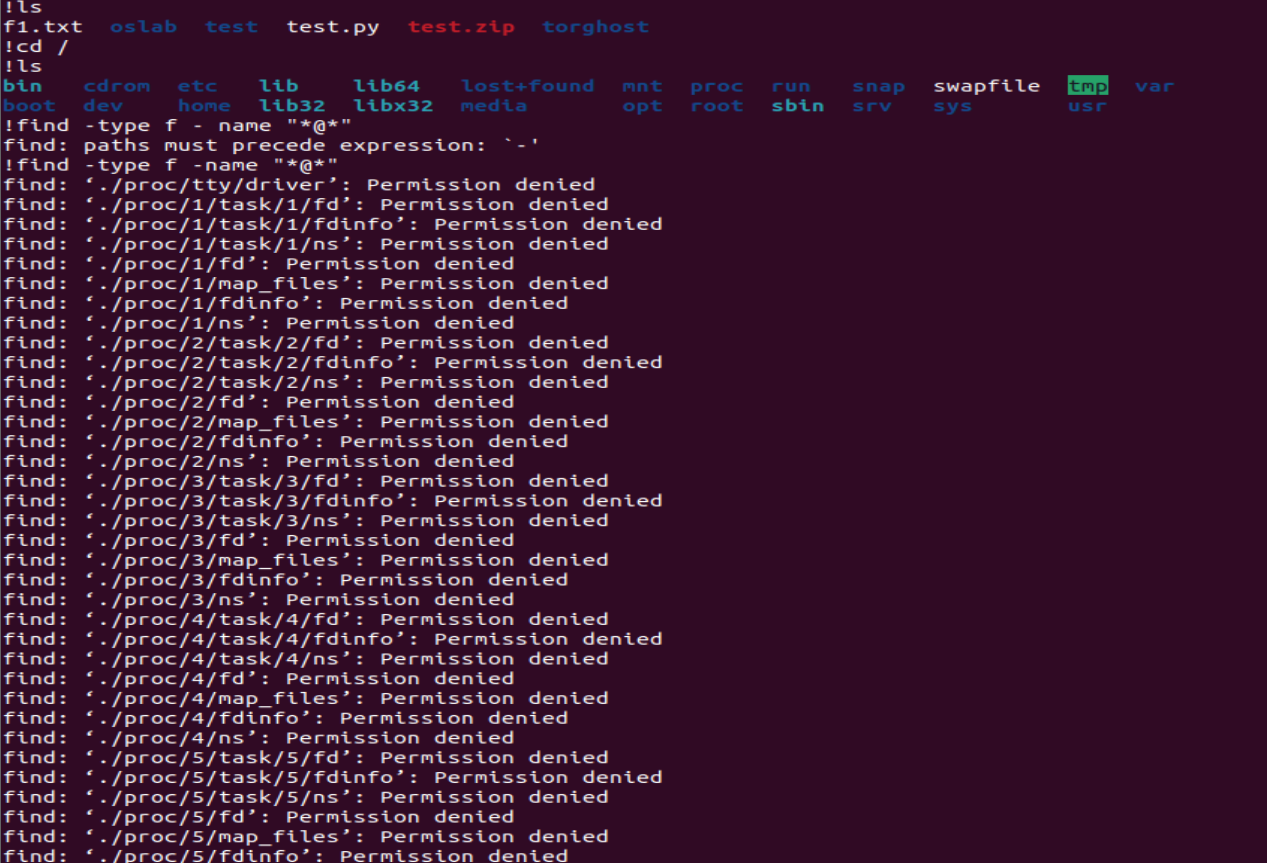 !ls
f1.txt  oslab  test  test.py  test.zip  torghost
!cd /
!ls
bin   cdrom  etc   lib    lib64   lost+found  mnt  proc  run   snap  swapfile  tmp  var
boot  dev    home  lib32  libx32  media       opt  root  sbin  srv   sys       usr
!find -type f - name "*@*"
find: paths must precede expression: `-'
!find -type f -name "*@*"
find: ‘./proc/tty/driver’: Permission denied
find: ‘./proc/1/task/1/fd’: Permission denied
find: ‘./proc/1/task/1/fdinfo’: Permission denied
find: ‘./proc/1/task/1/ns’: Permission denied
find: ‘./proc/1/fd’: Permission denied
find: ‘./proc/1/map_files’: Permission denied
find: ‘./proc/1/fdinfo’: Permission denied
find: ‘./proc/1/ns’: Permission denied
find: ‘./proc/2/task/2/fd’: Permission denied
find: ‘./proc/2/task/2/fdinfo’: Permission denied
find: ‘./proc/2/task/2/ns’: Permission denied
find: ‘./proc/2/fd’: Permission denied
find: ‘./proc/2/map_files’: Permission denied
find: ‘./proc/2/fdinfo’: Permission denied
find: ‘./proc/2/ns’: Permission denied
find: ‘./proc/3/task/3/fd’: Permission denied
find: ‘./proc/3/task/3/fdinfo’: Permission denied
find: ‘./proc/3/task/3/ns’: Permission denied
find: ‘./proc/3/fd’: Permission denied
find: ‘./proc/3/map_files’: Permission denied
find: ‘./proc/3/fdinfo’: Permission denied
find: ‘./proc/3/ns’: Permission denied
find: ‘./proc/4/task/4/fd’: Permission denied
find: ‘./proc/4/task/4/fdinfo’: Permission denied
find: ‘./proc/4/task/4/ns’: Permission denied
find: ‘./proc/4/fd’: Permission denied
find: ‘./proc/4/map_files’: Permission denied
find: ‘./proc/4/fdinfo’: Permission denied
find: ‘./proc/4/ns’: Permission denied
find: ‘./proc/5/task/5/fd’: Permission denied
find: ‘./proc/5/task/5/fdinfo’: Permission denied
find: ‘./proc/5/task/5/ns’: Permission denied
find: ‘./proc/5/fd’: Permission denied
find: ‘./proc/5/map_files’: Permission denied
find: ‘./proc/5/fdinfo’: Permission denied